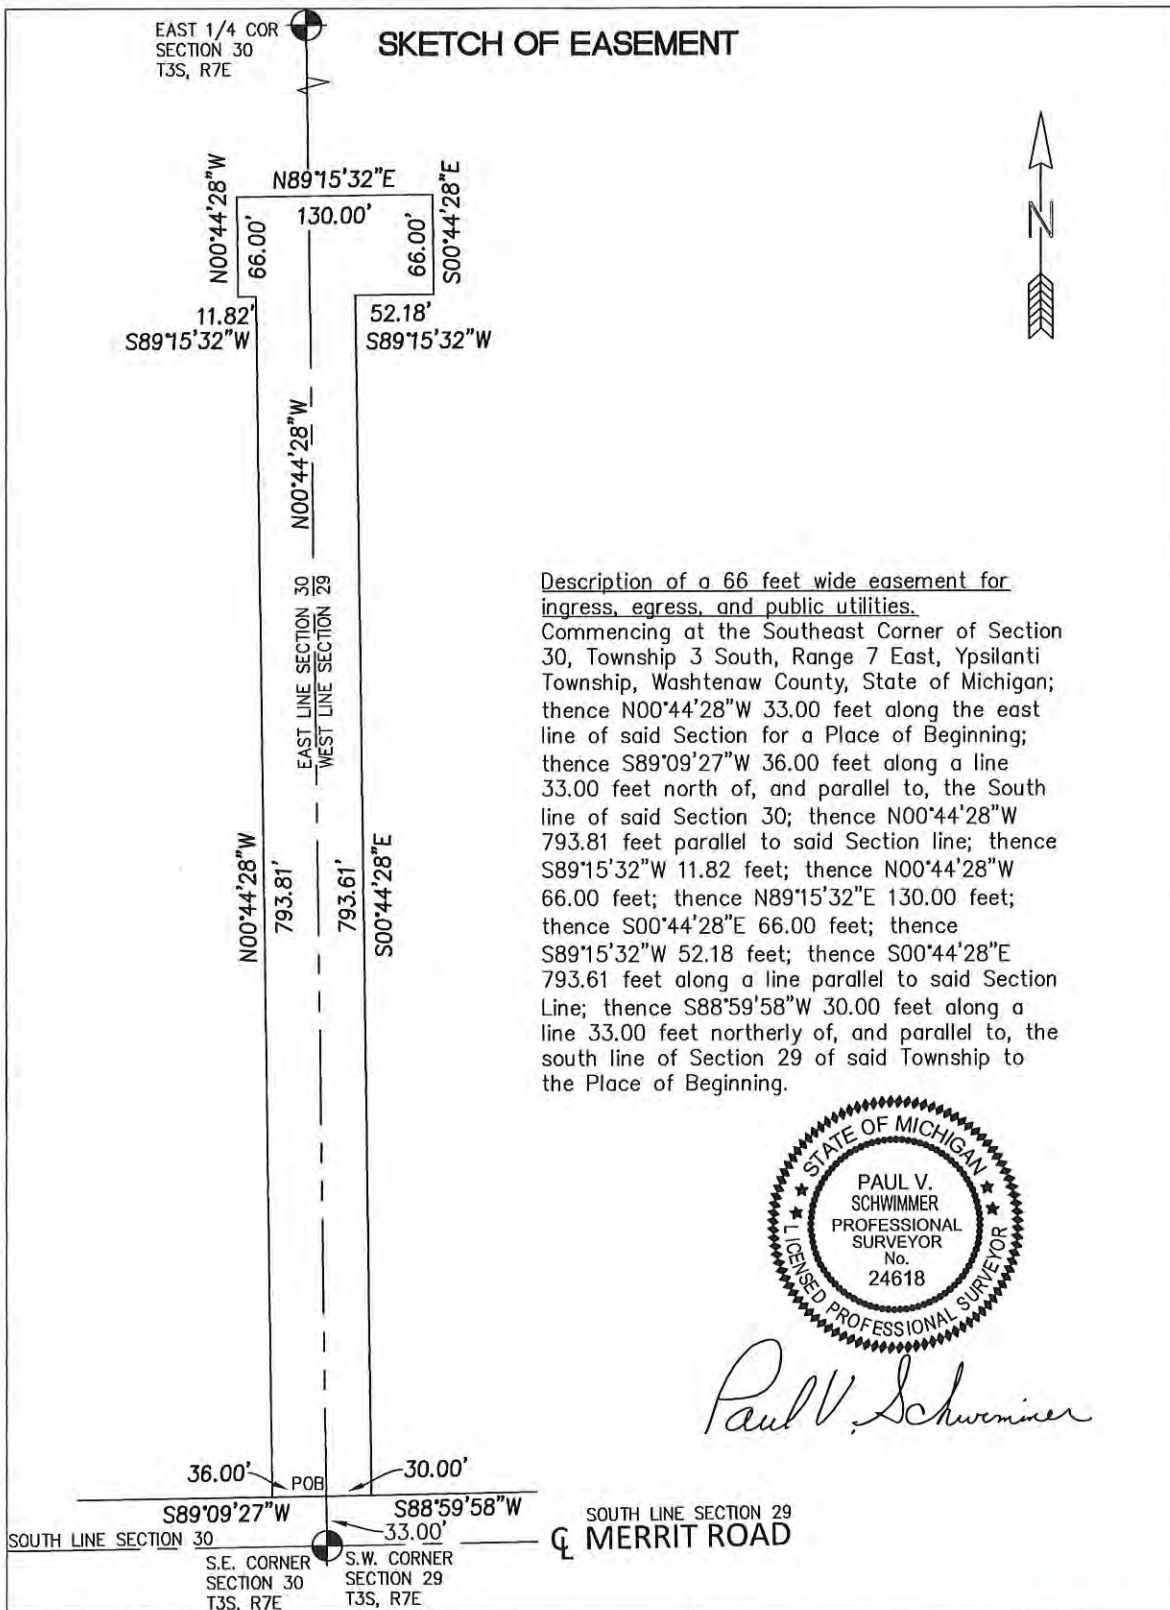 EAST 1/4 COR
SECTION 30
T3S, R7E
SKETCH OF EASEMENT
N
N89°15'32"E
130.00'
N00°44'28"W
66.00'
66.00'
S00°44'28"E
11.82'
S89°15'32"W
52.18'
S89°15'32"W
N00°44'28"W
EAST LINE SECTION 30
WEST LINE SECTION 29
N00°44'28"W
793.81'
793.61'
S00°44'28"E
Description of a 66 feet wide easement for
ingress, egress, and public utilities.
Commencing at the Southeast Corner of Section
30, Township 3 South, Range 7 East, Ypsilanti
Township, Washtenaw County, State of Michigan;
thence N00°44'28"W 33.00 feet along the east
line of said Section for a Place of Beginning;
thence S89°09'27"W 36.00 feet along a line
33.00 feet north of, and parallel to, the South
line of said Section 30; thence N00°44'28"W
793.81 feet parallel to said Section line; thence
S89°15'32"W 11.82 feet; thence N00°44'28"W
66.00 feet; thence N89°15'32"E 130.00 feet;
thence S00°44'28"E 66.00 feet; thence
S89°15'32"W 52.18 feet; thence S00°44'28"E
793.61 feet along a line parallel to said Section
Line; thence S88°59'58"W 30.00 feet along a
line 33.00 feet northerly of, and parallel to, the
south line of Section 29 of said Township to
the Place of Beginning.
STATE OF MICHIGAN
PAUL V.
SCHWIMMER
PROFESSIONAL
SURVEYOR
No.
24618
LICENSED PROFESSIONAL SURVEYOR
Paul V. Schwimmer
36.00'
POB
30.00'
S89°09'27"W
S88°59'58"W
33.00'
SOUTH LINE SECTION 30
SOUTH LINE SECTION 29
CL MERRIT ROAD
S.E. CORNER
SECTION 30
T3S, R7E
S.W. CORNER
SECTION 29
T3S, R7E